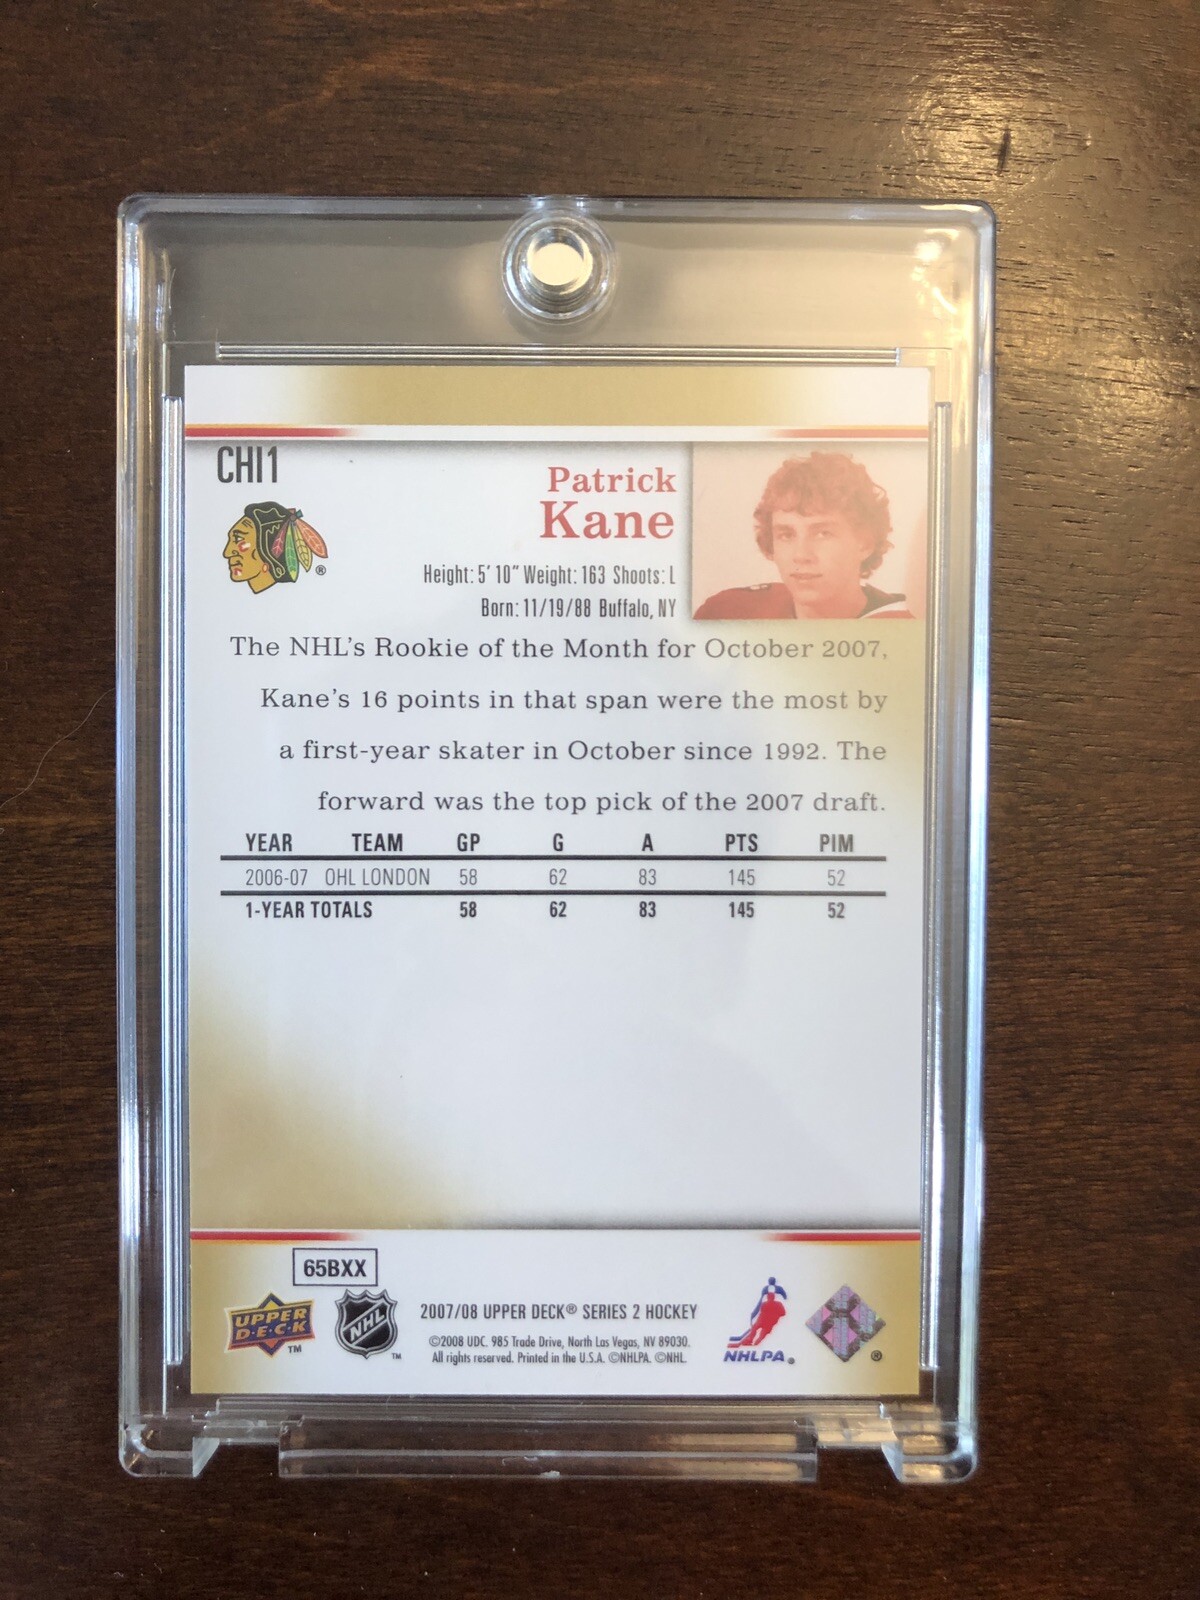 CHI1
Patrick
Kane
Height: 5' 10" Weight: 163 Shoots: L
Born: 11/19/88 Buffalo, NY
The NHL's Rookie of the Month for October 2007,
Kane's 16 points in that span were the most by
a first-year skater in October since 1992. The
forward was the top pick of the 2007 draft.
YEAR TEAM GP G A PTS PIM
2006-07 OHL LONDON 58 62 83 145 52
1-YEAR TOTALS 58 62 83 145 52
65BXX
UPPER
DECK™
NHL™
2007/08 UPPER DECK® SERIES 2 HOCKEY
©2008 UDC. 985 Trade Drive, North Las Vegas, NV 89030.
All rights reserved. Printed in the U.S.A. ©NHLPA. ©NHL.
NHLPA®
®